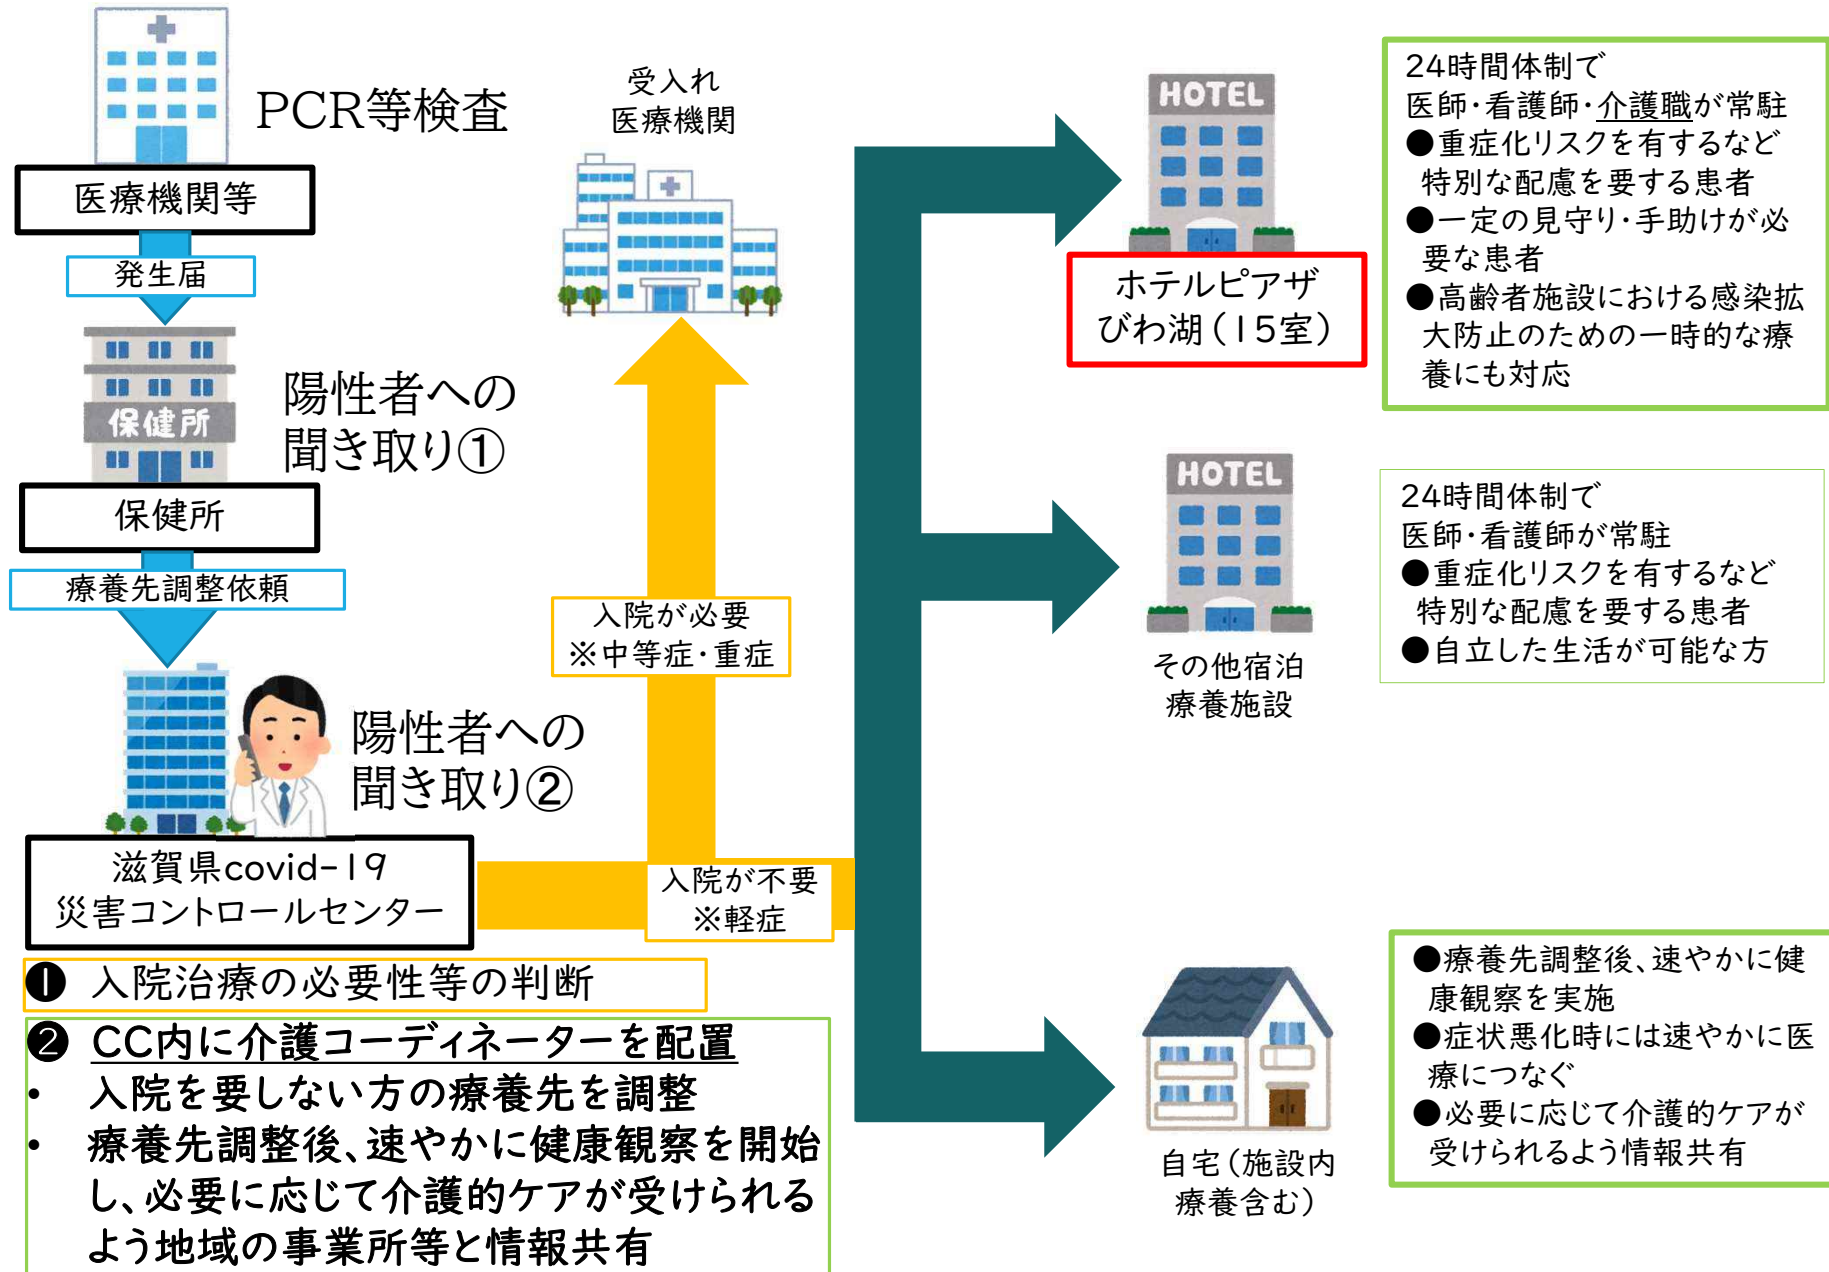 PCR等検査
医療機関等
発生届
保健所
陽性者への
聞き取り①
保健所
療養先調整依頼
陽性者への
聞き取り②
滋賀県covid-19
災害コントロールセンター
❶ 入院治療の必要性等の判断
❷ CC内に介護コーディネーターを配置
• 入院を要しない方の療養先を調整
• 療養先調整後、速やかに健康観察を開始
し、必要に応じて介護的ケアが受けられる
よう地域の事業所等と情報共有
受入れ
医療機関
入院が必要
※中等症・重症
入院が不要
※軽症
HOTEL
ホテルピアザ
びわ湖（15室）
24時間体制で
医師・看護師・介護職が常駐
●重症化リスクを有するなど
特別な配慮を要する患者
●一定の見守り・手助けが必
要な患者
●高齢者施設における感染拡
大防止のための一時的な療
養にも対応
HOTEL
その他宿泊
療養施設
24時間体制で
医師・看護師が常駐
●重症化リスクを有するなど
特別な配慮を要する患者
●自立した生活が可能な方
自宅（施設内
療養含む）
●療養先調整後、速やかに健
康観察を実施
●症状悪化時には速やかに医
療につなぐ
●必要に応じて介護的ケアが
受けられるよう情報共有